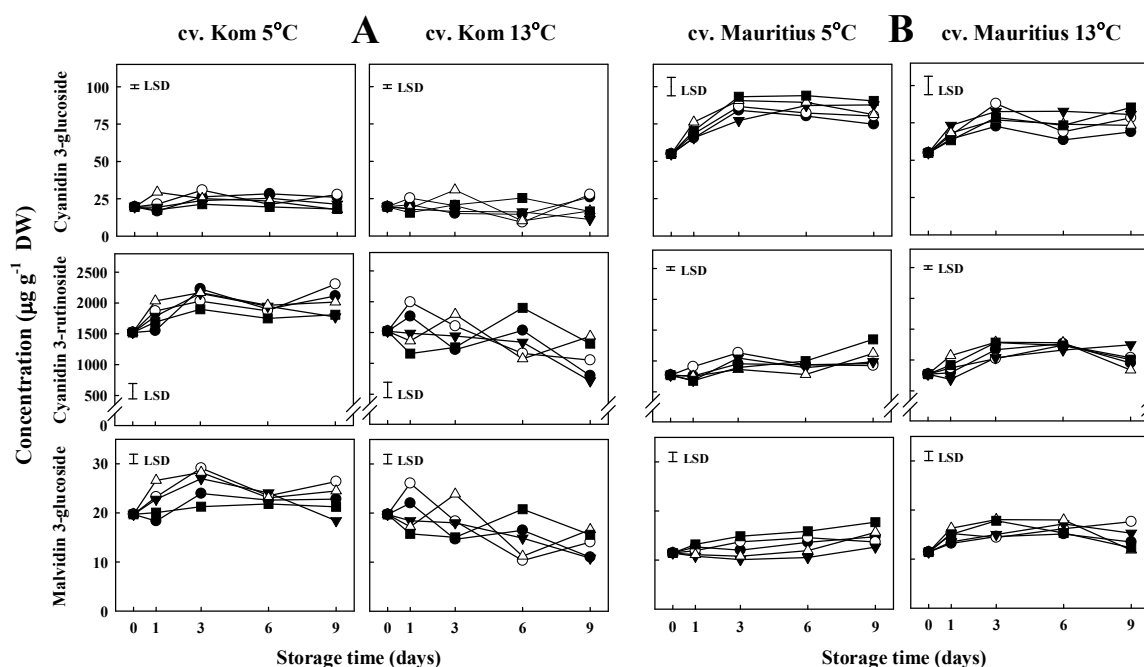 cv. Kom 5°C A cv. Kom 13°C cv. Mauritius 5°C B cv. Mauritius 13°C
Concentration (µg g⁻¹ DW)
Cyanidin 3-glucoside
100
75
50
25
0
LSD
LSD
LSD
LSD
Cyanidin 3-rutinoside
2500
2000
1500
1000
500
0
LSD
LSD
LSD
LSD
Malvidin 3-glucoside
30
20
10
0
LSD
LSD
LSD
LSD
0 1 3 6 9 0 1 3 6 9 0 1 3 6 9 0 1 3 6 9
Storage time (days) Storage time (days)